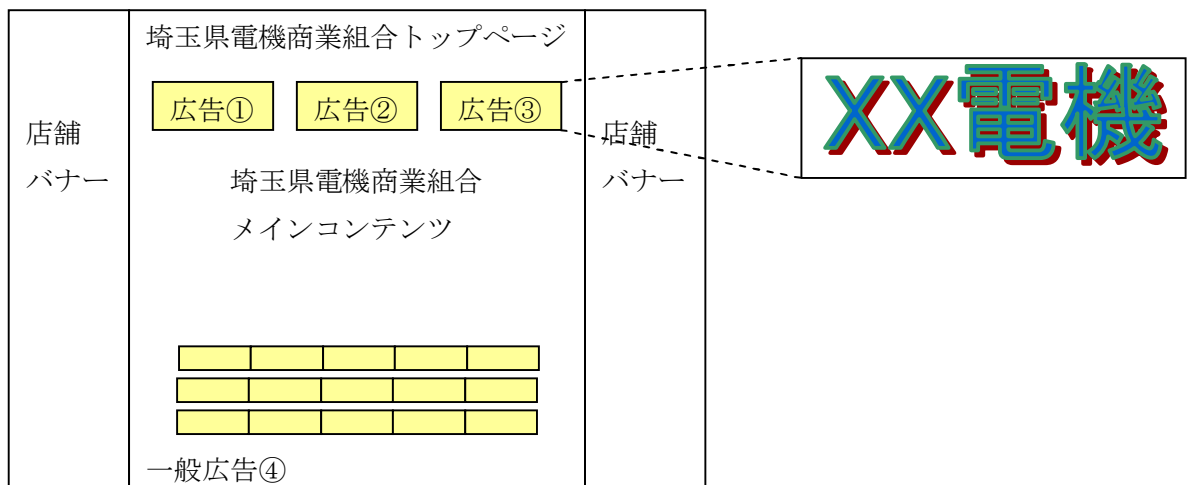 埼玉県電機商業組合トップページ
広告①
広告②
広告③
XX電機
店舗
バナー
埼玉県電機商業組合
メインコンテンツ
店舗
バナー
一般広告④